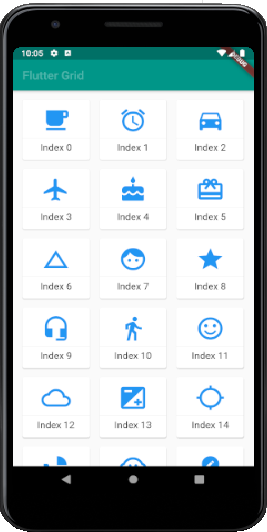 10:05
DEBUG
Flutter Grid
Index 0 Index 1 Index 2
Index 3 Index 4 Index 5
Index 6 Index 7 Index 8
Index 9 Index 10 Index 11
Index 12 Index 13 Index 14